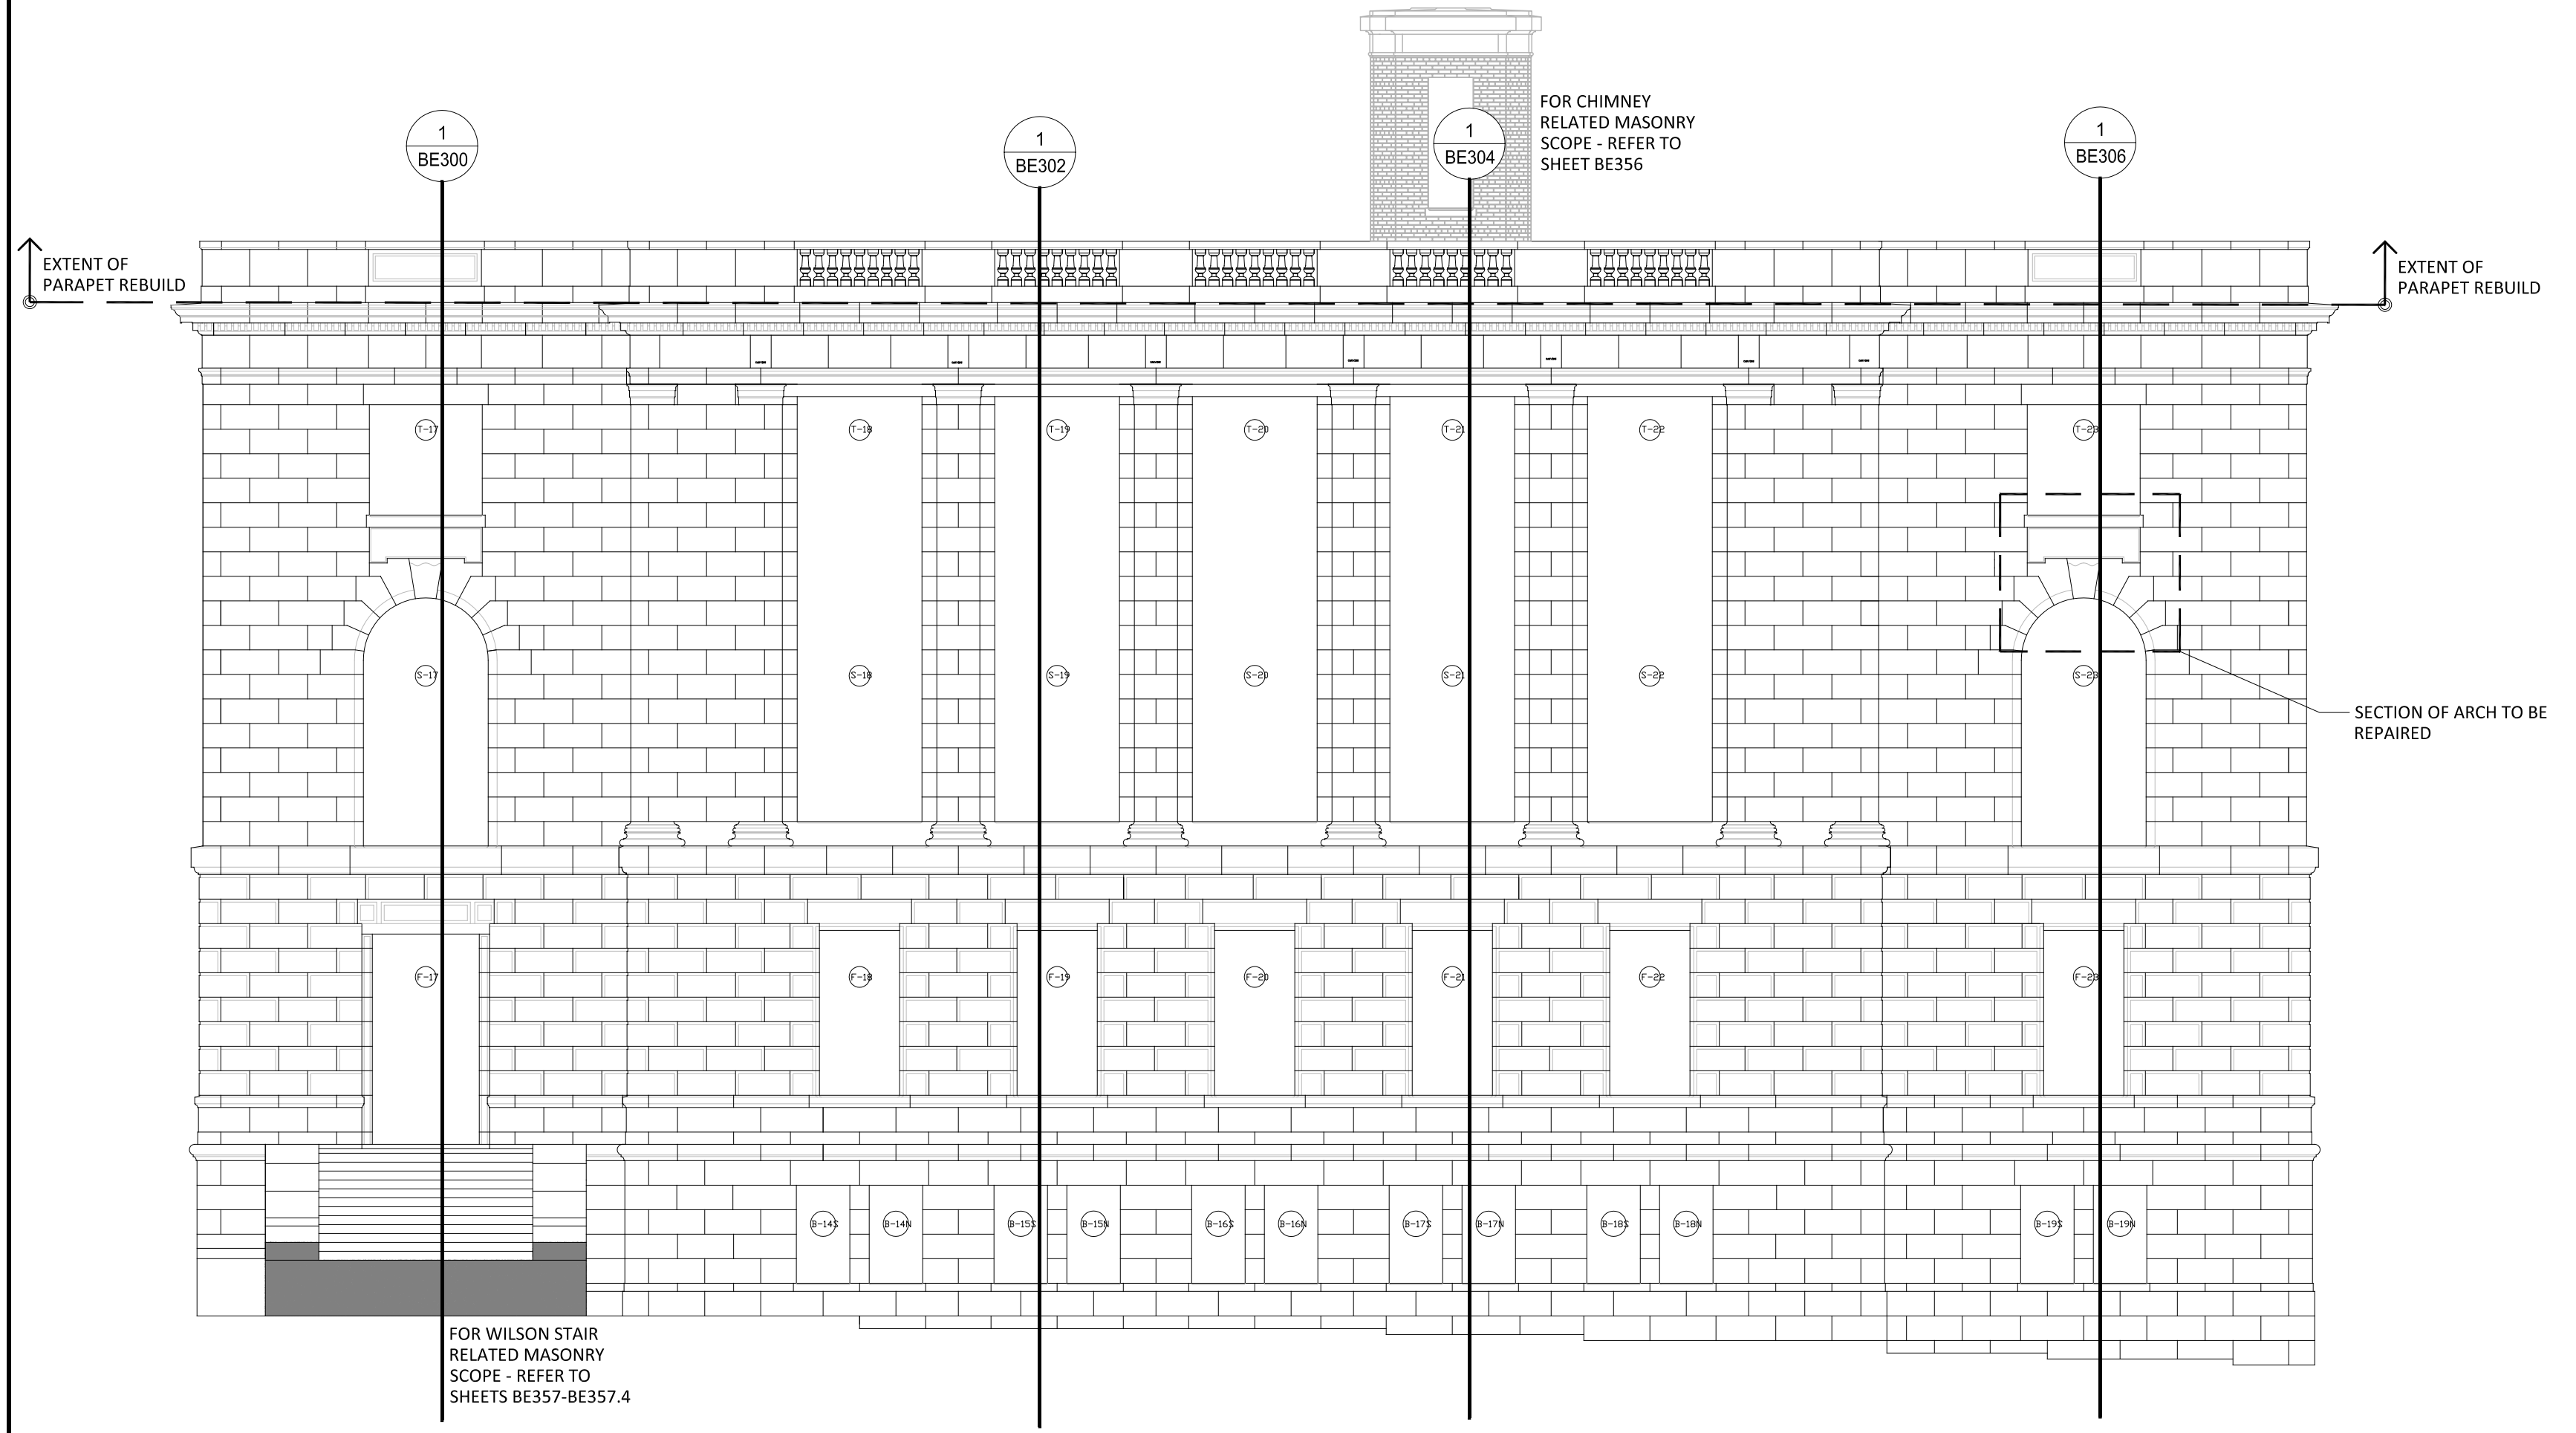 FOR CHIMNEY
RELATED MASONRY
SCOPE - REFER TO
SHEET BE356
1
BE300
1
BE302
1
BE304
1
BE306
EXTENT OF
PARAPET REBUILD
EXTENT OF
PARAPET REBUILD
T-17
T-18
T-19
T-20
T-21
T-22
T-23
S-17
S-18
S-19
S-20
S-21
S-22
S-23
SECTION OF ARCH TO BE
REPAIRED
F-17
F-18
F-19
F-20
F-21
F-22
F-23
B-14S
B-14N
B-15S
B-15N
B-16S
B-16N
B-17S
B-17N
B-18S
B-18N
B-19S
B-19N
FOR WILSON STAIR
RELATED MASONRY
SCOPE - REFER TO
SHEETS BE357-BE357.4